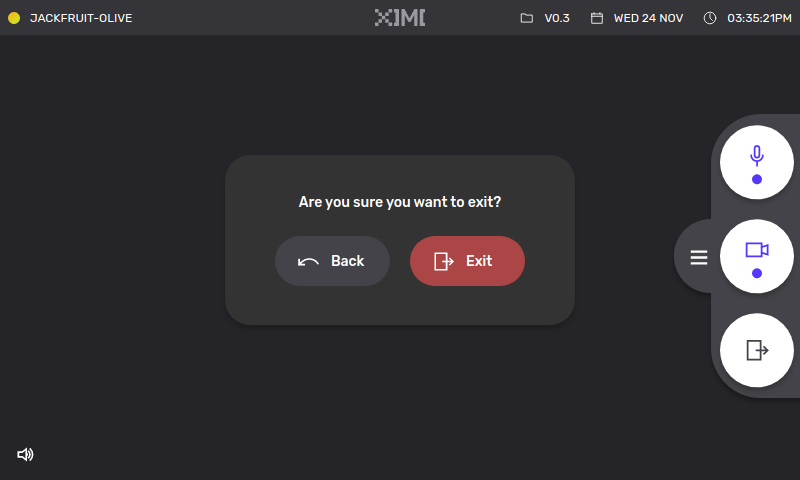 JACKFRUIT-OLIVE
XIMI
V0.3
WED 24 NOV
03:35:21PM
Are you sure you want to exit?
Back
Exit